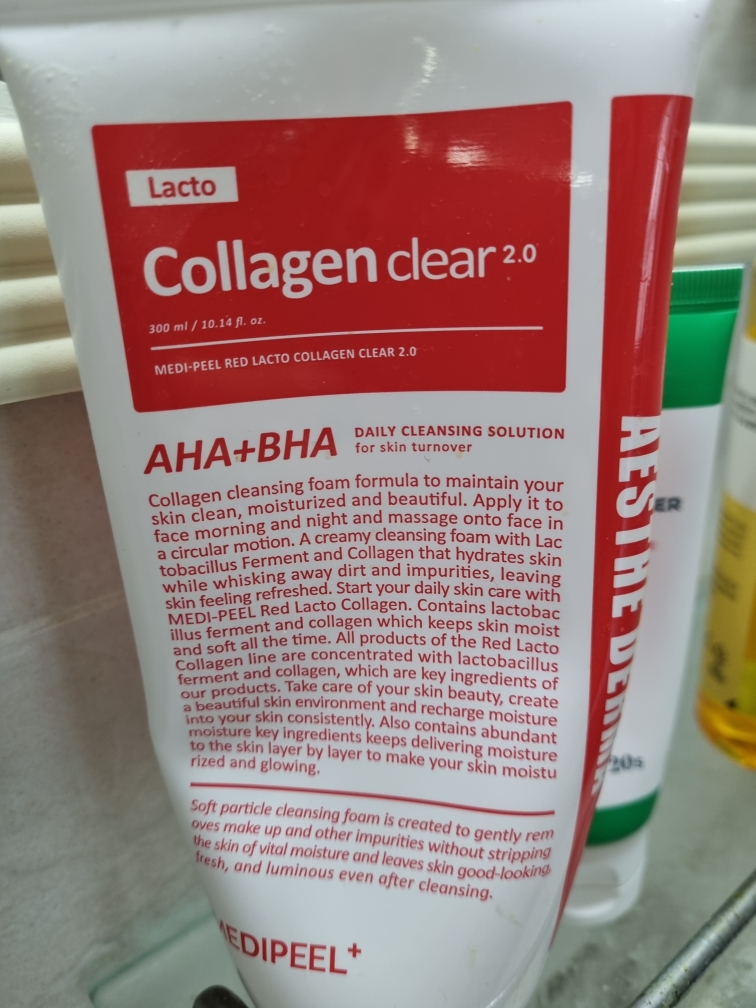 Lacto
Collagen clear 2.0
300 ml / 10.14 fl. oz.
MEDI-PEEL RED LACTO COLLAGEN CLEAR 2.0
AHA+BHA
DAILY CLEANSING SOLUTION
for skin turnover
Collagen cleansing foam formula to maintain your
skin clean, moisturized and beautiful. Apply it to
face morning and night and massage onto face in
a circular motion. A creamy cleansing foam with Lac
tobacillus Ferment and Collagen that hydrates skin
while whisking away dirt and impurities, leaving
skin feeling refreshed. Start your daily skin care with
MEDI-PEEL Red Lacto Collagen. Contains lactobac
illus ferment and collagen which keeps skin moist
and soft all the time. All products of the Red Lacto
Collagen line are concentrated with lactobacillus
ferment and collagen, which are key ingredients of
our products. Take care of your skin beauty, create
a beautiful skin environment and recharge moisture
into your skin consistently. Also contains abundant
moisture key ingredients keeps delivering moisture
to the skin layer by layer to make your skin moistu
rized and glowing.
Soft particle cleansing foam is created to gently rem
oves make up and other impurities without stripping
the skin of vital moisture and leaves skin good-looking,
fresh, and luminous even after cleansing.
MEDIPEEL+
AESTHE